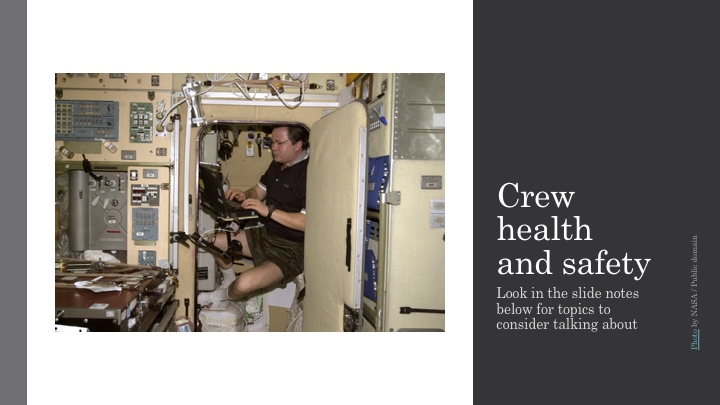 Crew
health
and safety
Look in the slide notes
below for topics to
consider talking about
Photo by NASA / Public domain